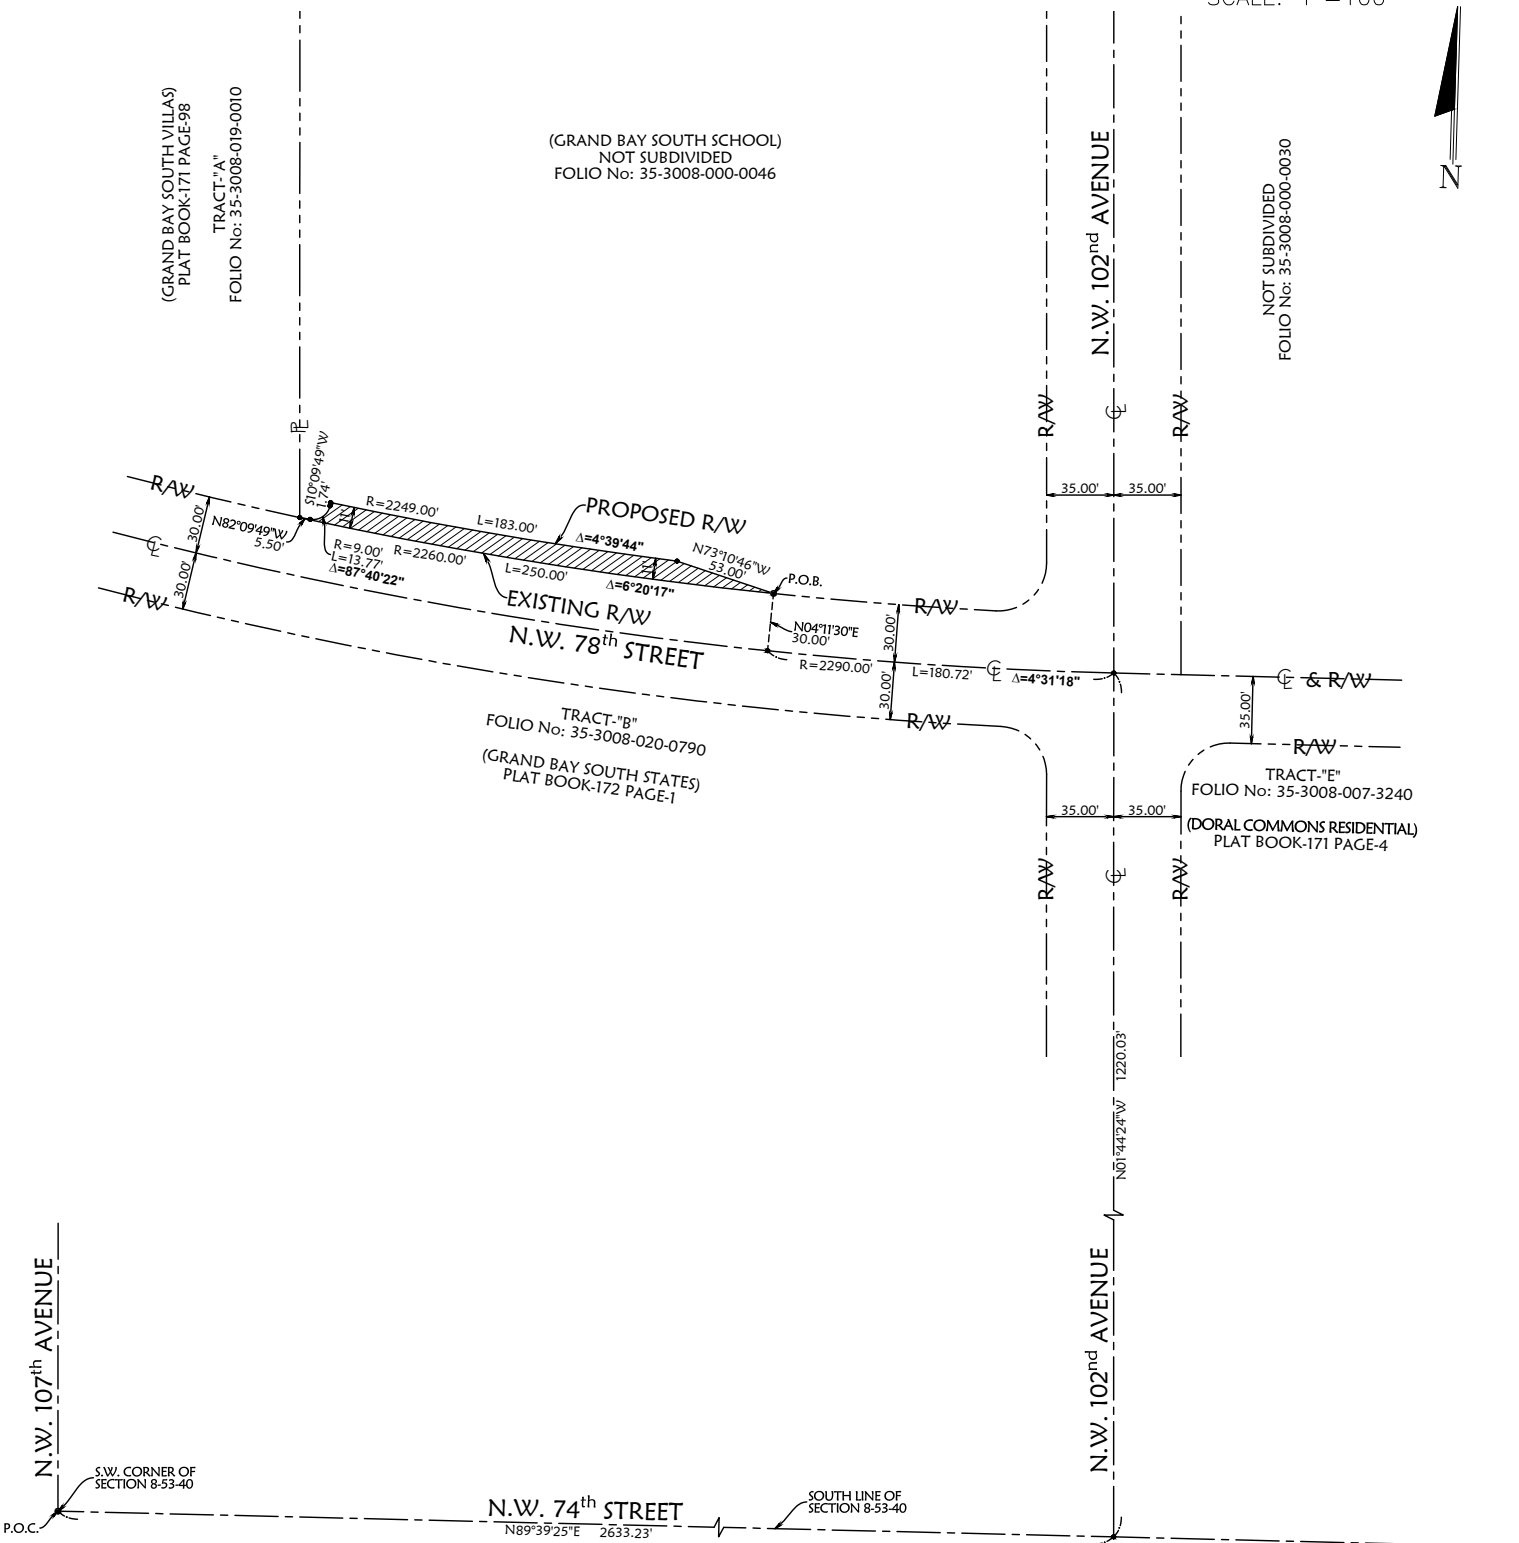 (GRAND BAY SOUTH VILLAS)
PLAT BOOK-171 PAGE-98
TRACT-"A"
FOLIO No: 35-3008-019-0010
(GRAND BAY SOUTH SCHOOL)
NOT SUBDIVIDED
FOLIO No: 35-3008-000-0046
N.W. 102nd AVENUE
NOT SUBDIVIDED
FOLIO No: 35-3008-000-0030
N
R/W
R/W
35.00'
35.00'
S10°09'49"W
1.74'
R/W
30.00'
30.00'
R/W
N82°09'49"W
5.50'
R=2249.00'
L=183.00'
Δ=4°39'44"
PROPOSED R/W
N73°10'46"W
53.00'
P.O.B.
R=9.00'
L=13.77'
Δ=87°40'22"
R=2260.00'
L=250.00'
Δ=6°20'17"
EXISTING R/W
N.W. 78th STREET
N04°11'30"E
30.00'
R/W
30.00'
30.00'
R=2290.00'
L=180.72'
Δ=4°31'18"
R/W
& R/W
35.00'
R/W
TRACT-"B"
FOLIO No: 35-3008-020-0790
(GRAND BAY SOUTH STATES)
PLAT BOOK-172 PAGE-1
TRACT-"E"
FOLIO No: 35-3008-007-3240
(DORAL COMMONS RESIDENTIAL)
PLAT BOOK-171 PAGE-4
35.00'
35.00'
R/W
R/W
N01°44'24"W 1220.03'
N.W. 107th AVENUE
N.W. 102nd AVENUE
S.W. CORNER OF
SECTION 8-53-40
P.O.C.
N.W. 74th STREET
N89°39'25"E 2633.23'
SOUTH LINE OF
SECTION 8-53-40